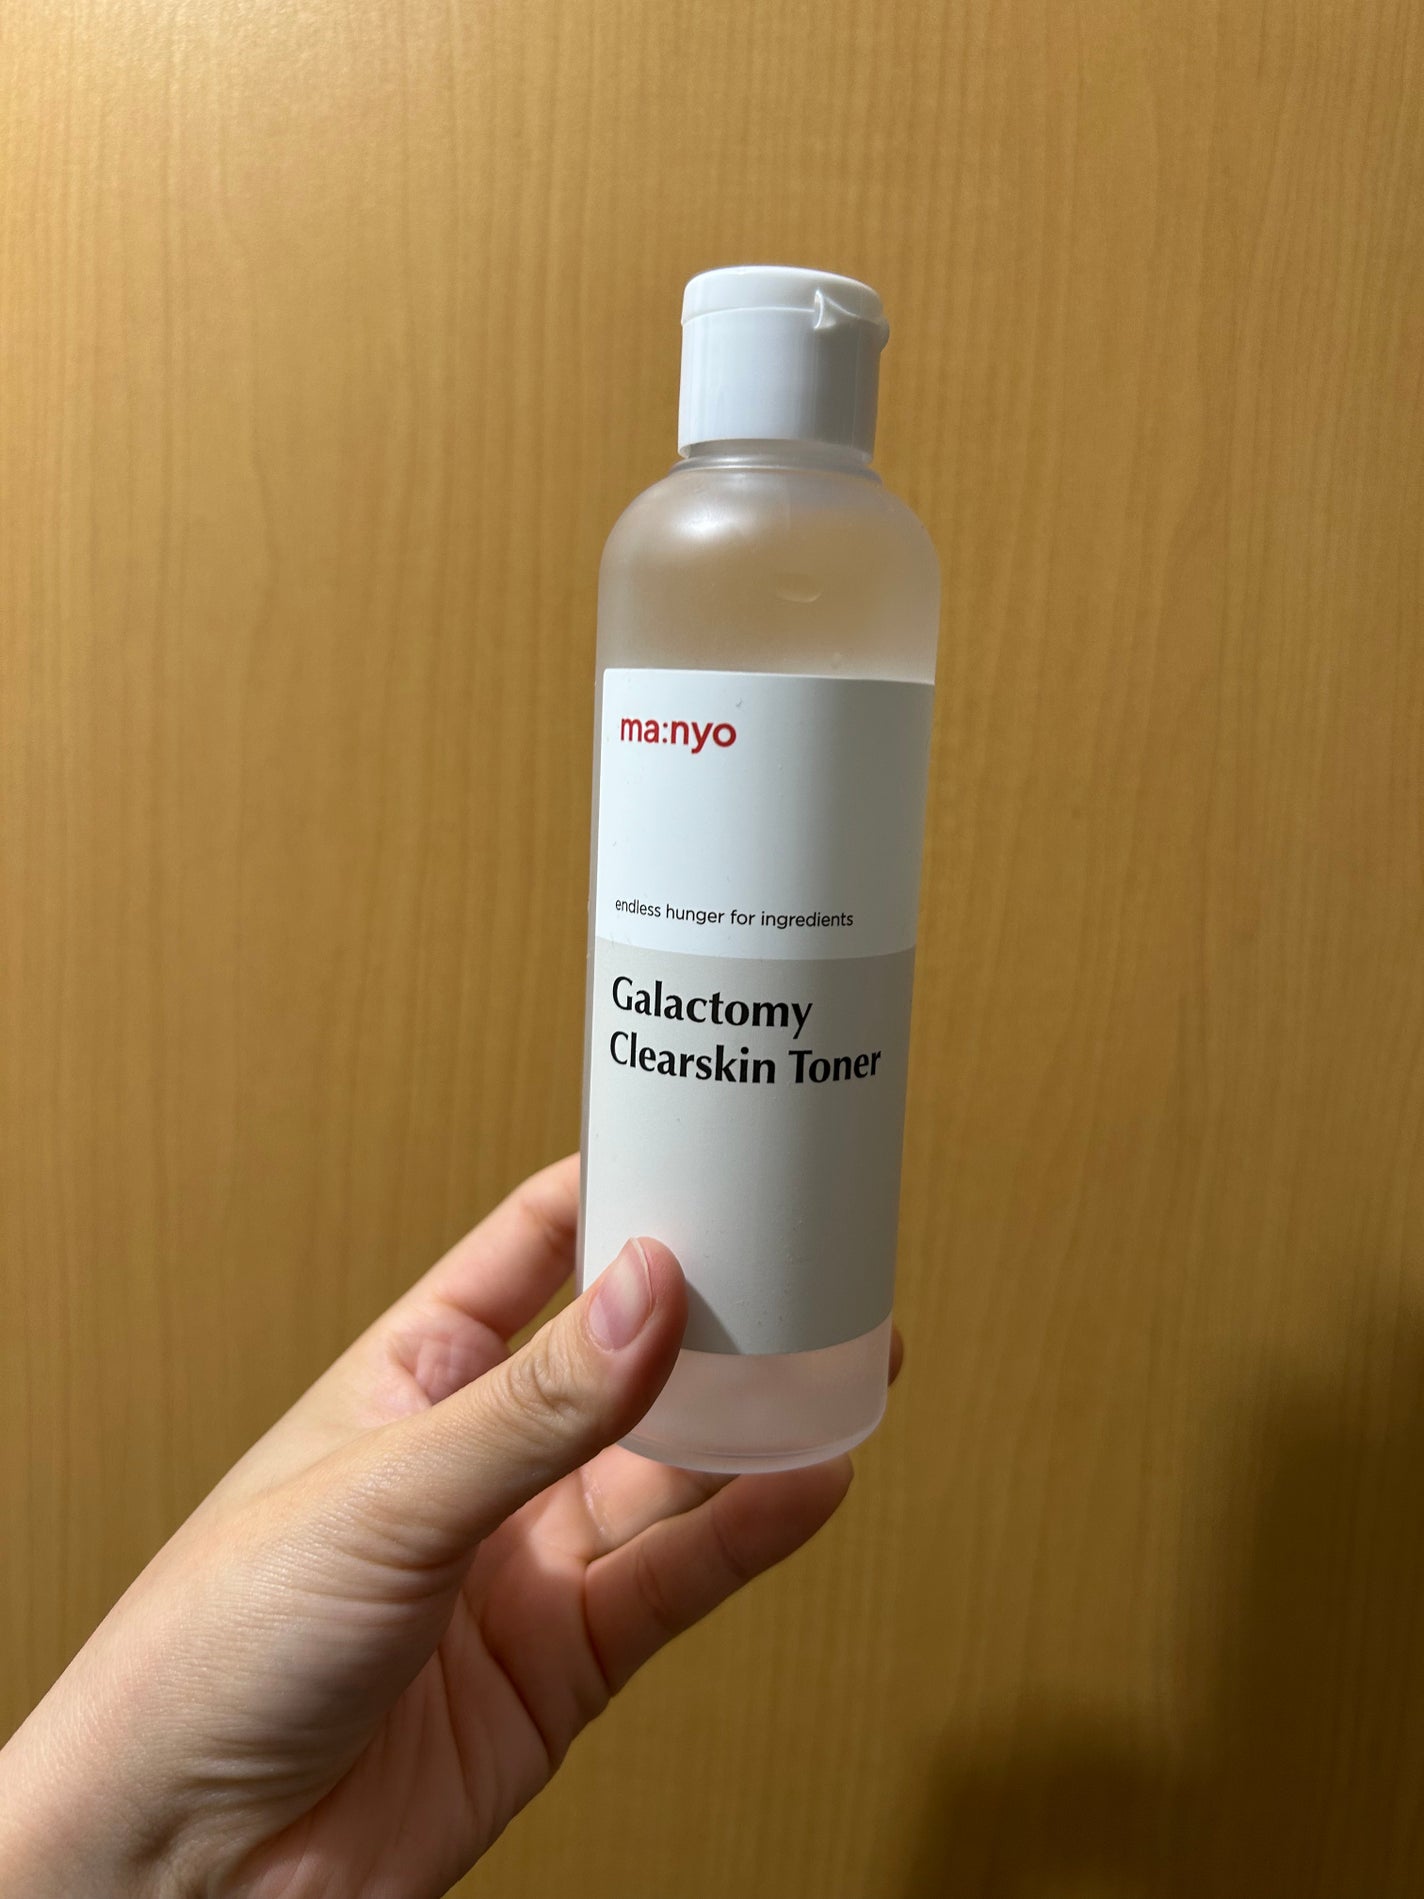 ma:nyo
endless hunger for ingredients
Galactomy
Clearskin Toner